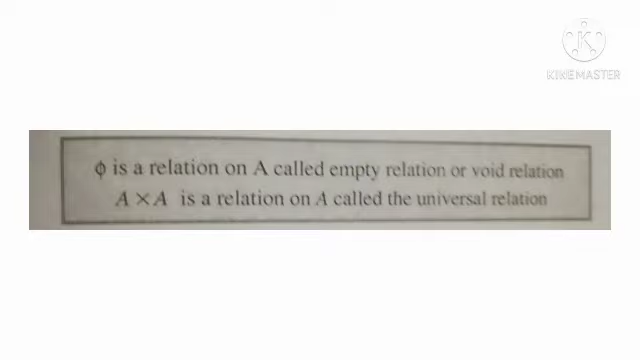 KINEMASTER
ϕ is a relation on A called empty relation or void relation
A × A is a relation on A called the universal relation